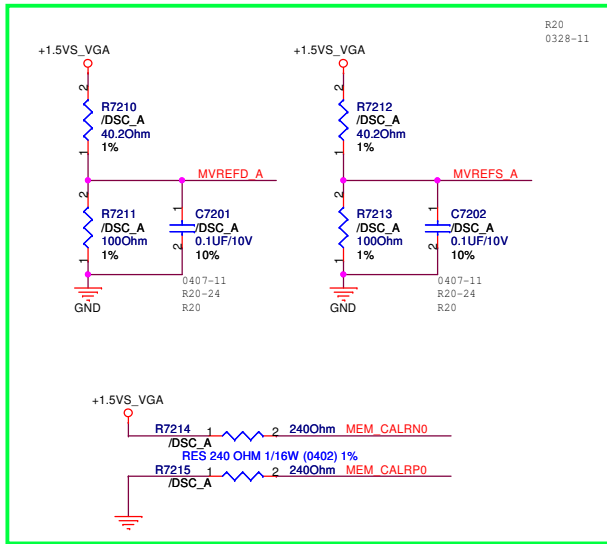 R20
0328-11
+1.5VS_VGA
2
R7210
/DSC_A
40.2Ohm
1%
1
MVREFD_A
2
R7211
/DSC_A
100Ohm
1%
1
1
C7201
/DSC_A
0.1UF/10V
10%
2
0407-11
R20-24
R20
GND
+1.5VS_VGA
2
R7212
/DSC_A
40.2Ohm
1%
1
MVREFS_A
2
R7213
/DSC_A
100Ohm
1%
1
1
C7202
/DSC_A
0.1UF/10V
10%
2
0407-11
R20-24
R20
GND
+1.5VS_VGA
R7214 1 2 240Ohm MEM_CALRN0
/DSC_A
RES 240 OHM 1/16W (0402) 1%
R7215 1 2 240Ohm MEM_CALRP0
/DSC_A